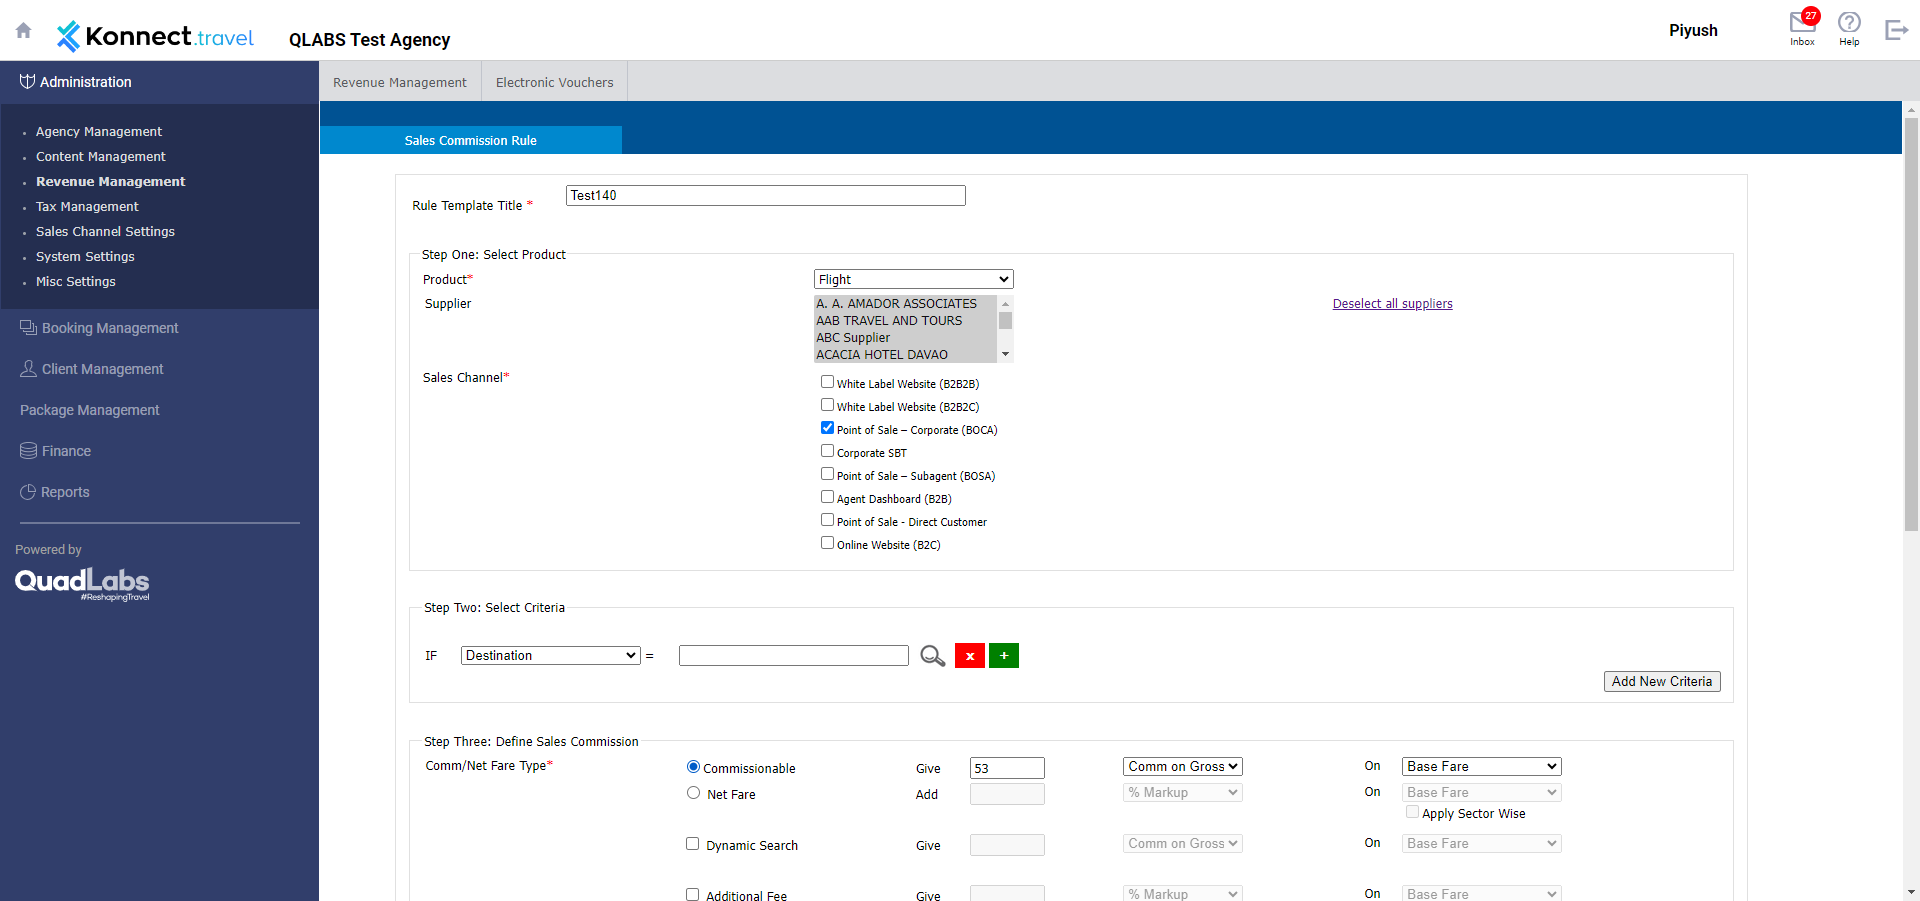 Konnect.travel
QLABS Test Agency
Piyush
27
Inbox
Help
Administration
Agency Management
Content Management
Revenue Management
Tax Management
Sales Channel Settings
System Settings
Misc Settings
Booking Management
Client Management
Package Management
Finance
Reports
Powered by
QuadLabs
#ReshapingTravel
Revenue Management
Electronic Vouchers
Sales Commission Rule
Rule Template Title *
Test140
Step One: Select Product
Product*
Flight
Supplier
A. A. AMADOR ASSOCIATES
AAB TRAVEL AND TOURS
ABC Supplier
ACACIA HOTEL DAVAO
Deselect all suppliers
Sales Channel*
White Label Website (B2B2B)
White Label Website (B2B2C)
Point of Sale – Corporate (BOCA)
Corporate SBT
Point of Sale – Subagent (BOSA)
Agent Dashboard (B2B)
Point of Sale - Direct Customer
Online Website (B2C)
Step Two: Select Criteria
IF Destination =
x +
Add New Criteria
Step Three: Define Sales Commission
Comm/Net Fare Type*
Commissionable Give 53 Comm on Gross On Base Fare
Net Fare Add % Markup On Base Fare
Apply Sector Wise
Dynamic Search Give Comm on Gross On Base Fare
Additional Fee Give % Markup On Base Fare